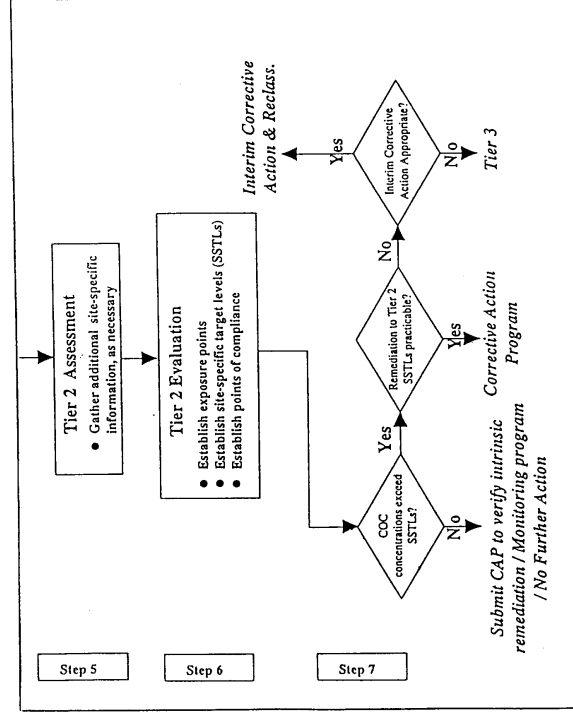 Step 5
Tier 2 Assessment
● Gather additional site-specific
information, as necessary
Step 6
Tier 2 Evaluation
● Establish exposure points
● Establish site-specific target levels (SSTLs)
● Establish points of compliance
Step 7
COC
concentrations exceed
SSTLs?
Yes
No
Submit CAP to verify intrinsic
remediation / Monitoring program
/ No Further Action
Remediation to Tier 2
SSTLs practicable?
No
Yes
Corrective Action
Program
Interim Corrective
Action Appropriate?
Yes
Interim Corrective
Action & Reclass.
No
Tier 3